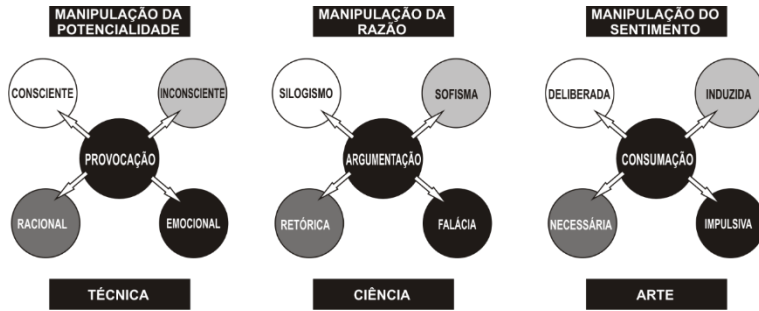 MANIPULAÇÃO DA
POTENCIALIDADE
CONSCIENTE
INCONSCIENTE
PROVOCAÇÃO
RACIONAL
EMOCIONAL
TÉCNICA
MANIPULAÇÃO DA
RAZÃO
SILOGISMO
SOFISMA
ARGUMENTAÇÃO
RETÓRICA
FALÁCIA
CIÊNCIA
MANIPULAÇÃO DO
SENTIMENTO
DELIBERADA
INDUZIDA
CONSUMAÇÃO
NECESSÁRIA
IMPULSIVA
ARTE